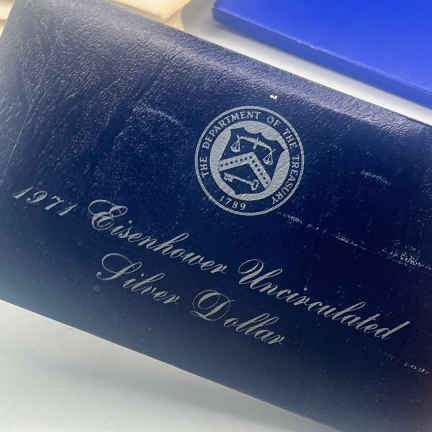 THE DEPARTMENT OF THE TREASURY
1789
1971 Eisenhower Uncirculated
Silver Dollar